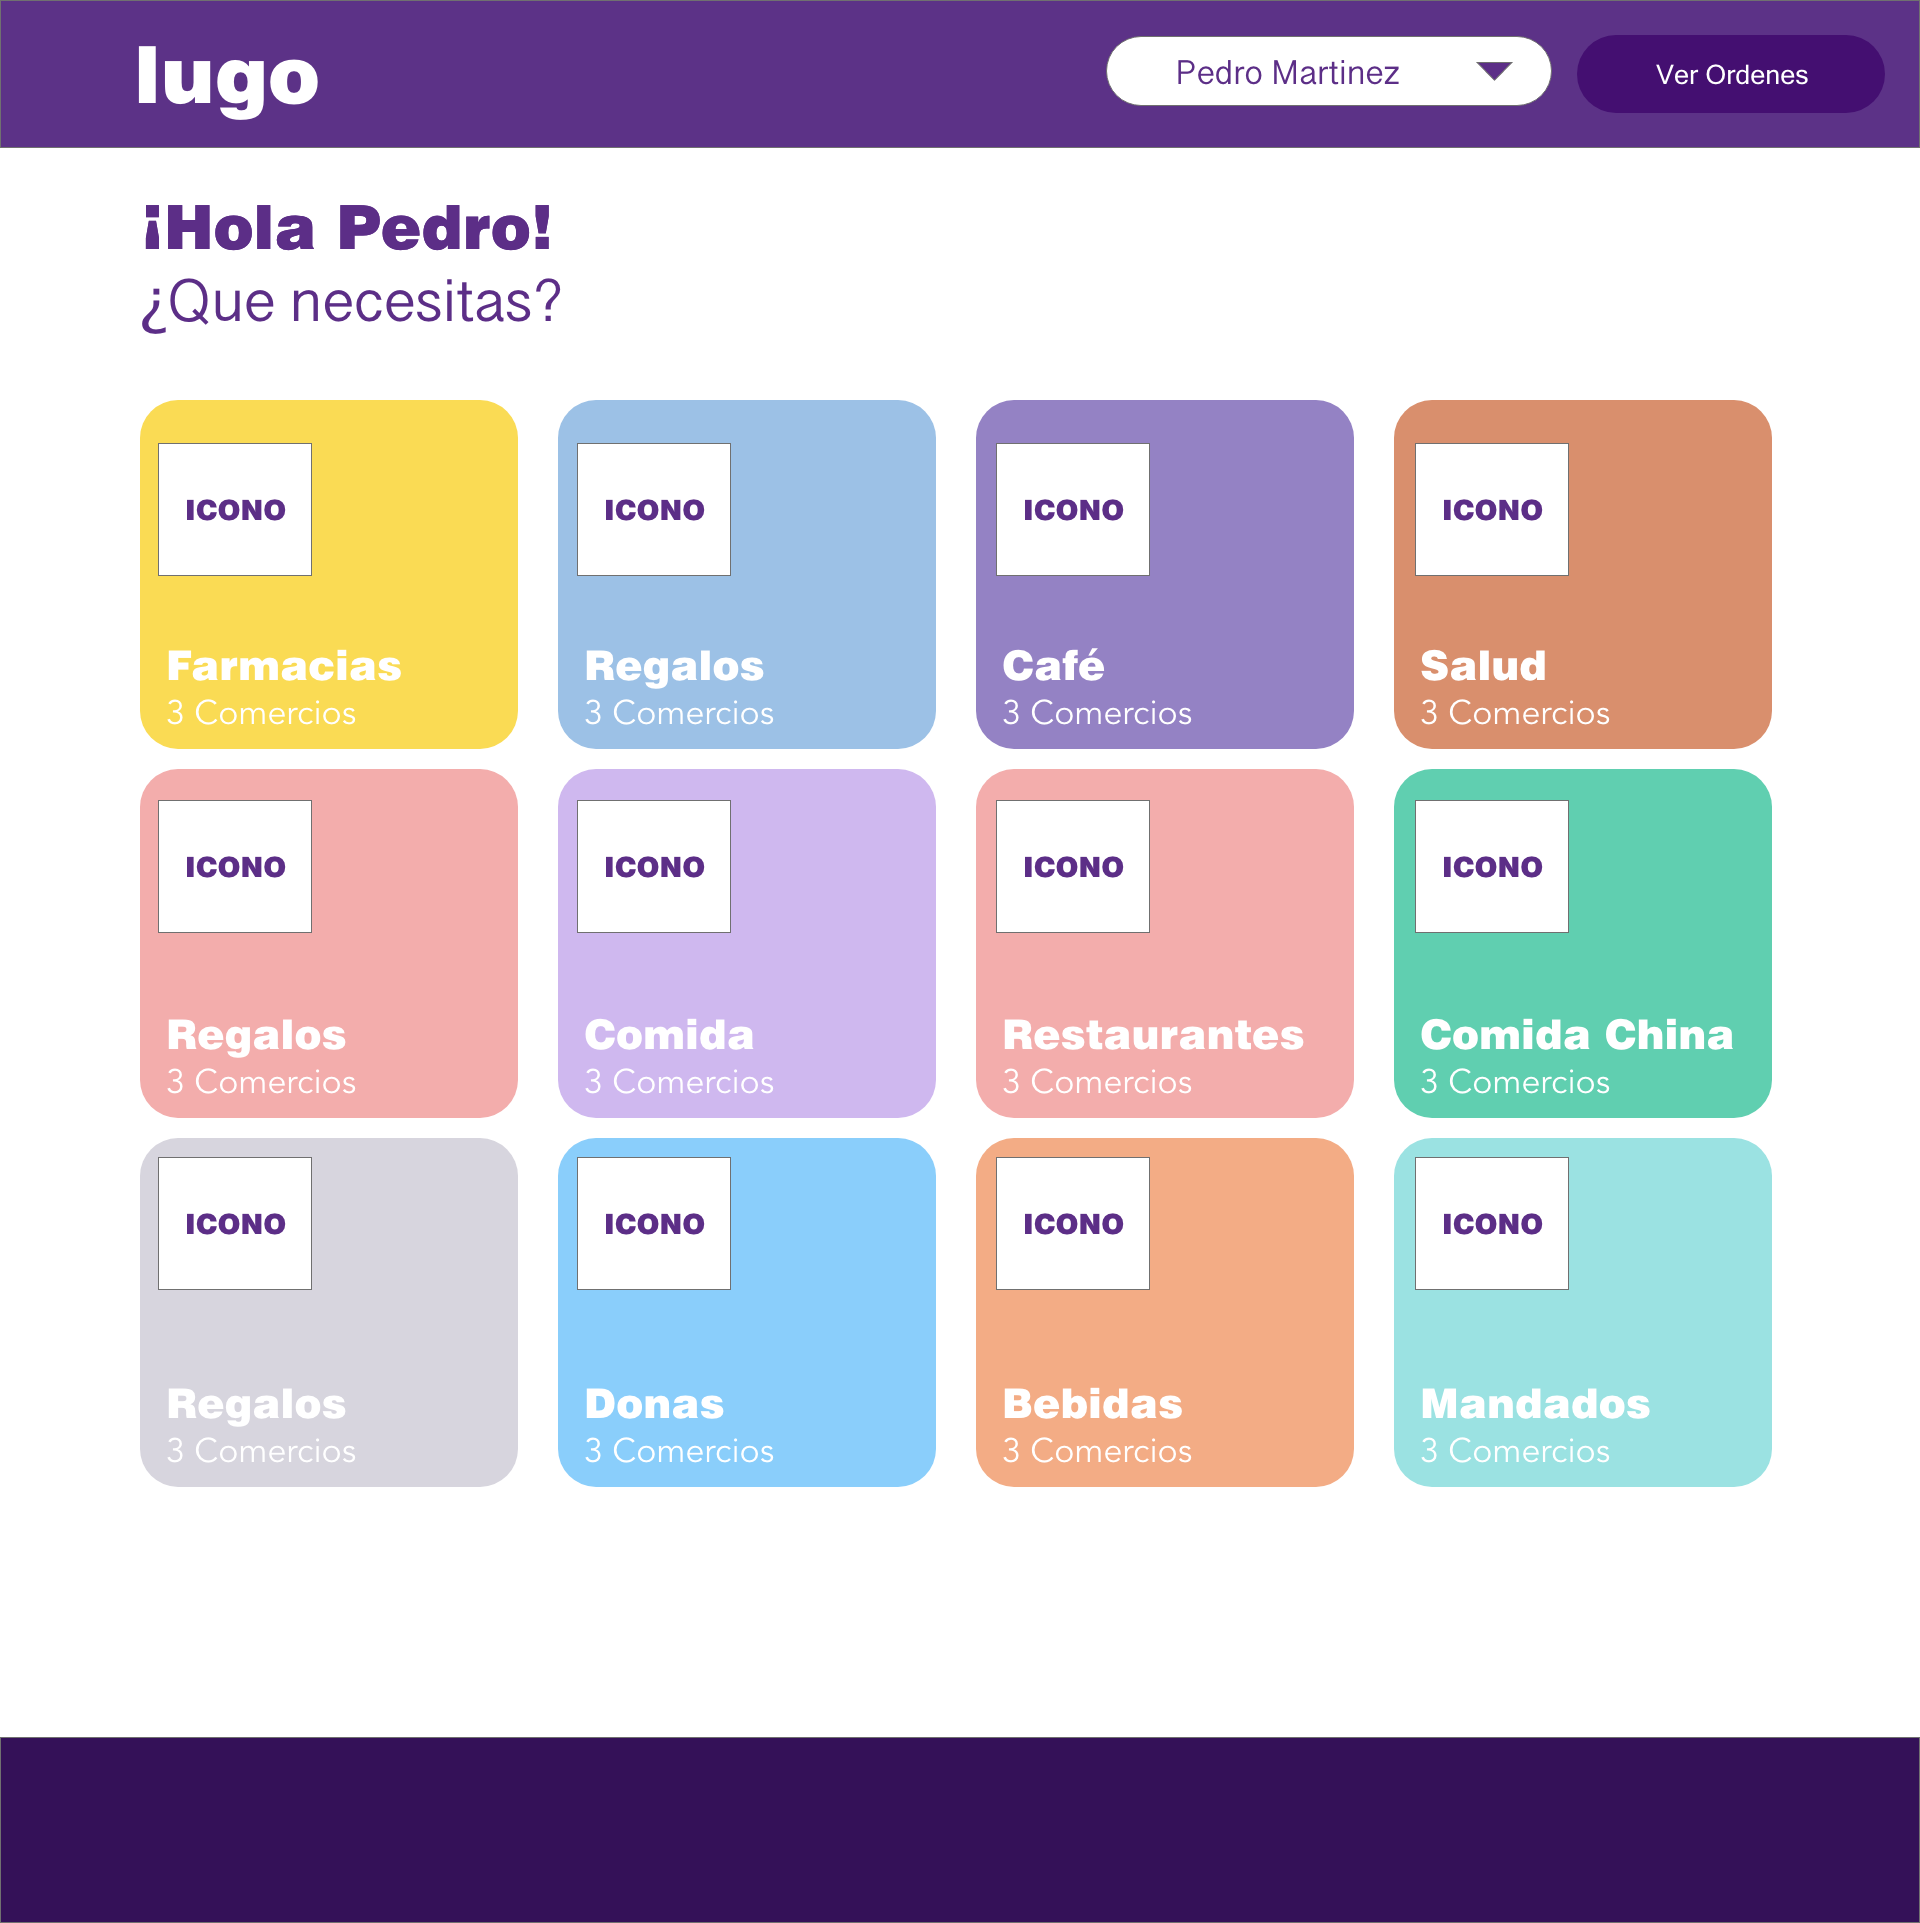 lugo
Pedro Martinez
Ver Ordenes
¡Hola Pedro!
¿Que necesitas?
ICONO
Farmacias
3 Comercios
ICONO
Regalos
3 Comercios
ICONO
Café
3 Comercios
ICONO
Salud
3 Comercios
ICONO
Regalos
3 Comercios
ICONO
Comida
3 Comercios
ICONO
Restaurantes
3 Comercios
ICONO
Comida China
3 Comercios
ICONO
Regalos
3 Comercios
ICONO
Donas
3 Comercios
ICONO
Bebidas
3 Comercios
ICONO
Mandados
3 Comercios